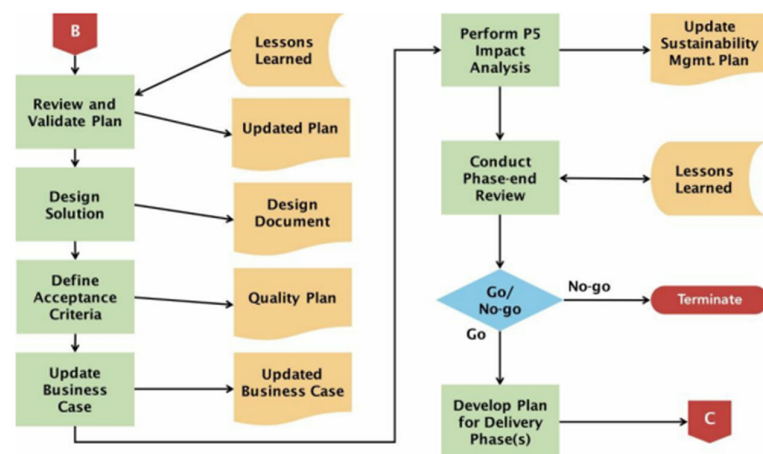 B
Lessons
Learned
Review and
Validate Plan
Updated Plan
Design
Solution
Design
Document
Define
Acceptance
Criteria
Quality Plan
Update
Business
Case
Updated
Business Case
Perform P5
Impact
Analysis
Update
Sustainability
Mgmt. Plan
Conduct
Phase-end
Review
Lessons
Learned
Go/
No-go
No-go
Terminate
Go
Develop Plan
for Delivery
Phase(s)
C